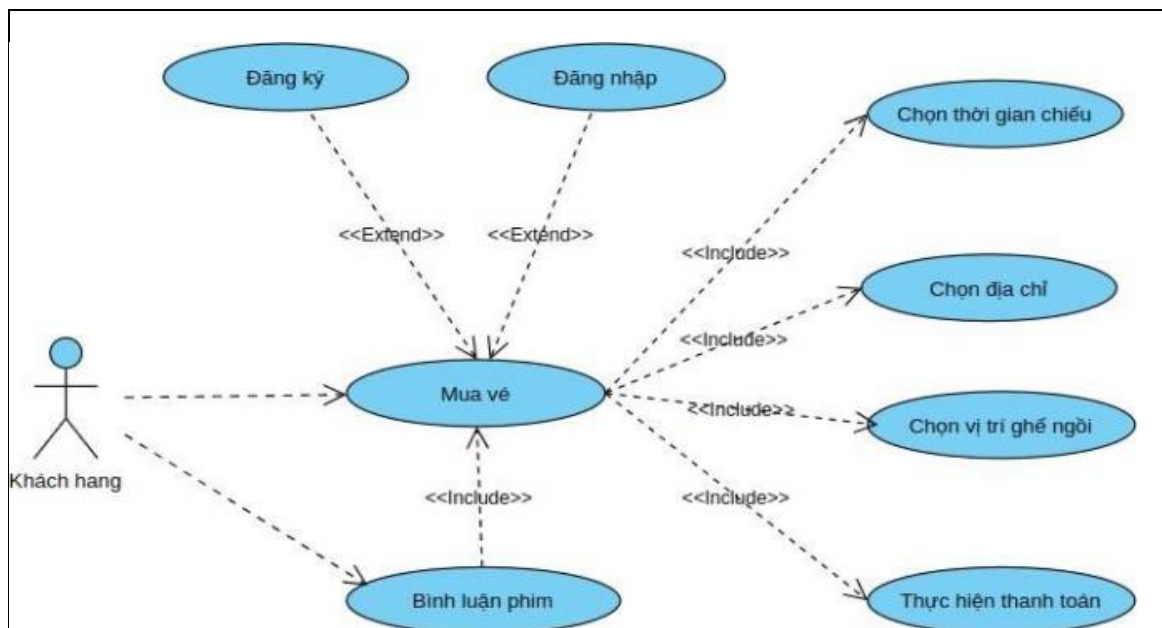 Đăng ký
Đăng nhập
Chọn thời gian chiếu
<<Extend>>
<<Extend>>
<<Include>>
Chọn địa chỉ
<<Include>>
Mua vé
<<Include>>
Chọn vị trí ghế ngồi
Khách hang
<<Include>>
<<Include>>
Bình luận phim
Thực hiện thanh toán